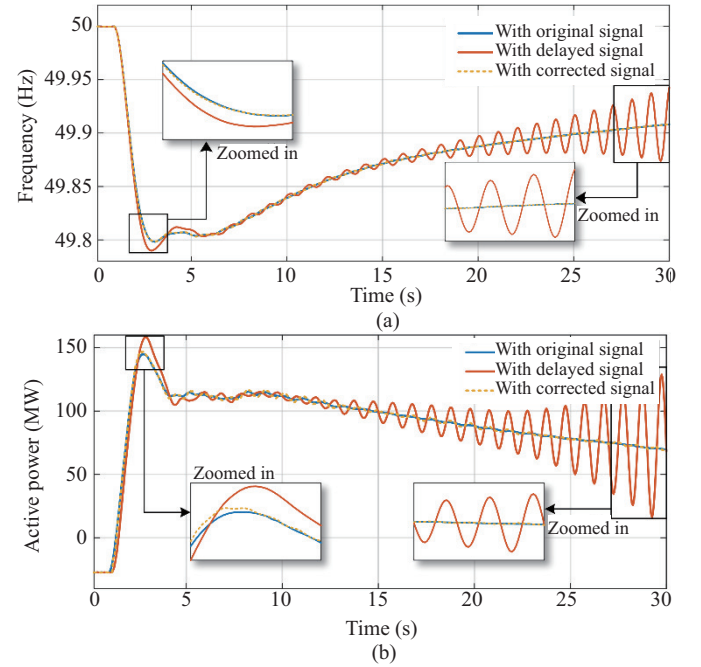 50
49.95
49.9
49.85
49.8
Frequency (Hz)
With original signal
With delayed signal
With corrected signal
Zoomed in
Zoomed in
0
5
10
15
20
25
30
Time (s)
(a)
150
100
50
0
Active power (MW)
With original signal
With delayed signal
With corrected signal
Zoomed in
Zoomed in
0
5
10
15
20
25
30
Time (s)
(b)